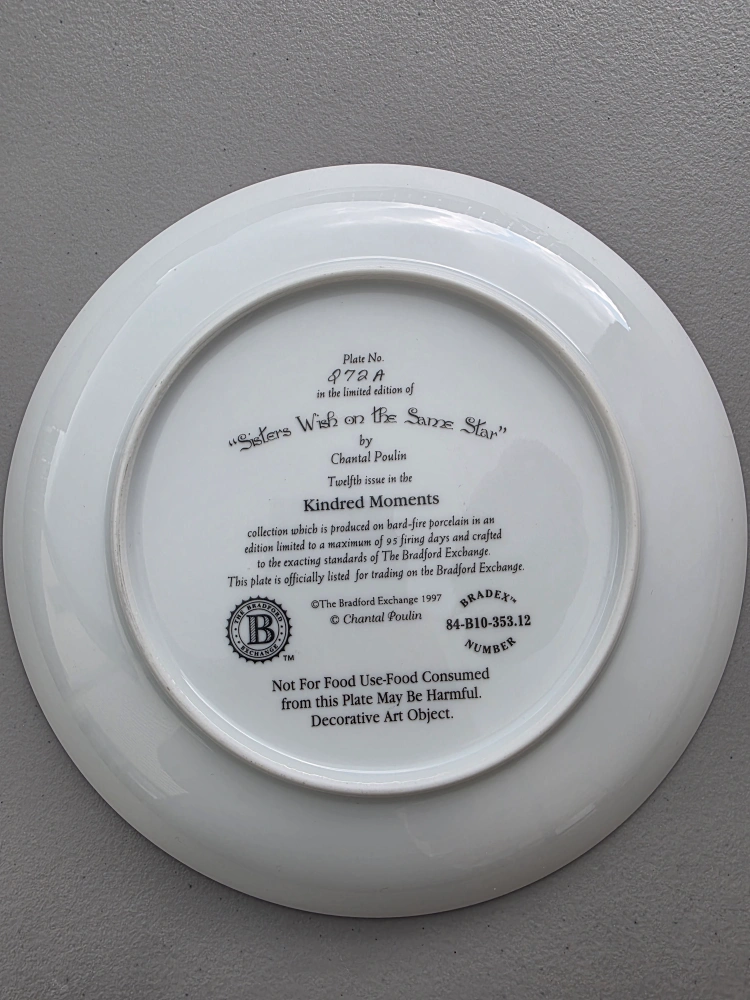 Plate No.
972A
in the limited edition of
“Sisters Wish on the Same Star”
by
Chantal Poulin
Twelfth issue in the
Kindred Moments
collection which is produced on hard-fire porcelain in an
edition limited to a maximum of 95 firing days and crafted
to the exacting standards of The Bradford Exchange.
This plate is officially listed for trading on the Bradford Exchange.
©The Bradford Exchange 1997
© Chantal Poulin
THE BRADFORD
B
EXCHANGE
TM
BRADEX™
84-B10-353.12
NUMBER
Not For Food Use-Food Consumed
from this Plate May Be Harmful.
Decorative Art Object.